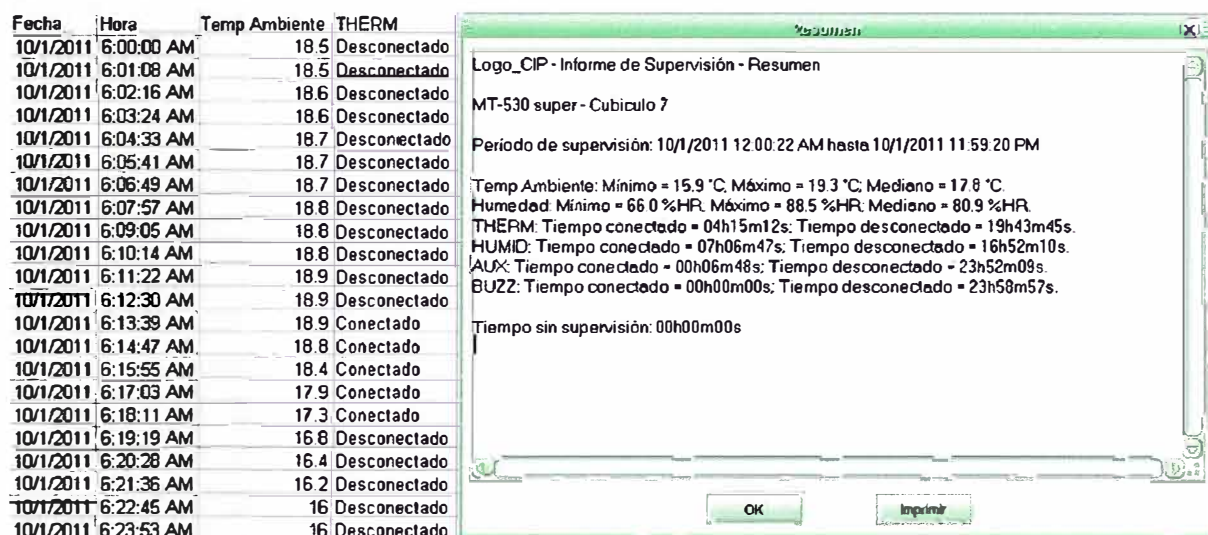 Fecha Hora Temp Ambiente THERM
10/1/2011 6:00:00 AM 18.5 Desconectado
10/1/2011 6:01:08 AM 18.5 Desconectado
10/1/2011 6:02:16 AM 18.6 Desconectado
10/1/2011 6:03:24 AM 18.6 Desconectado
10/1/2011 6:04:33 AM 18.7 Desconectado
10/1/2011 6:05:41 AM 18.7 Desconectado
10/1/2011 6:06:49 AM 18.7 Desconectado
10/1/2011 6:07:57 AM 18.8 Desconectado
10/1/2011 6:09:05 AM 18.8 Desconectado
10/1/2011 6:10:14 AM 18.8 Desconectado
10/1/2011 6:11:22 AM 18.9 Desconectado
10/1/2011 6:12:30 AM 18.9 Desconectado
10/1/2011 6:13:39 AM 18.9 Conectado
10/1/2011 6:14:47 AM 18.8 Conectado
10/1/2011 6:15:55 AM 18.4 Conectado
10/1/2011 6:17:03 AM 17.9 Conectado
10/1/2011 6:18:11 AM 17.3 Conectado
10/1/2011 6:19:19 AM 16.8 Desconectado
10/1/2011 6:20:28 AM 16.4 Desconectado
10/1/2011 6:21:36 AM 16.2 Desconectado
10/1/2011 6:22:45 AM 16 Desconectado
10/1/2011 6:23:53 AM 16 Desconectado
Resumen
Logo_CIP - Informe de Supervisión - Resumen
MT-530 super - Cubiculo 7
Período de supervisión: 10/1/2011 12:00:22 AM hasta 10/1/2011 11:59:20 PM
Temp Ambiente: Mínimo = 15.9 °C; Máximo = 19.3 °C; Mediano = 17.8 °C.
Humedad: Mínimo = 66.0 %HR; Máximo = 88.5 %HR; Mediano = 80.9 %HR.
THERM: Tiempo conectado = 04h15m12s; Tiempo desconectado = 19h43m45s.
HUMID: Tiempo conectado = 07h06m47s; Tiempo desconectado = 16h52m10s.
AUX: Tiempo conectado = 00h06m48s; Tiempo desconectado = 23h52m09s.
BUZZ: Tiempo conectado = 00h00m00s; Tiempo desconectado = 23h58m57s.
Tiempo sin supervisión: 00h00m00s
OK Imprimir